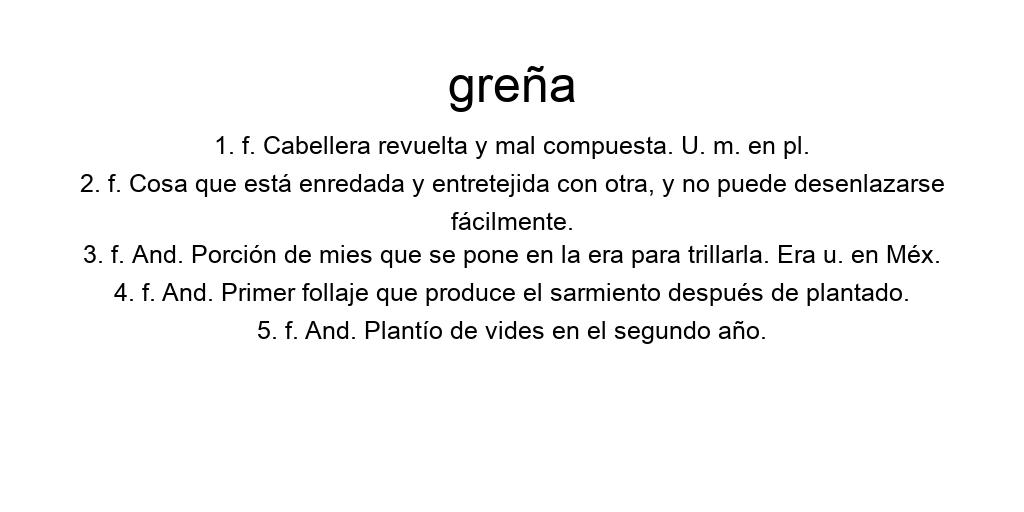 greña
1. f. Cabellera revuelta y mal compuesta. U. m. en pl.
2. f. Cosa que está enredada y entretejida con otra, y no puede desenlazarse
fácilmente.
3. f. And. Porción de mies que se pone en la era para trillarla. Era u. en Méx.
4. f. And. Primer follaje que produce el sarmiento después de plantado.
5. f. And. Plantío de vides en el segundo año.